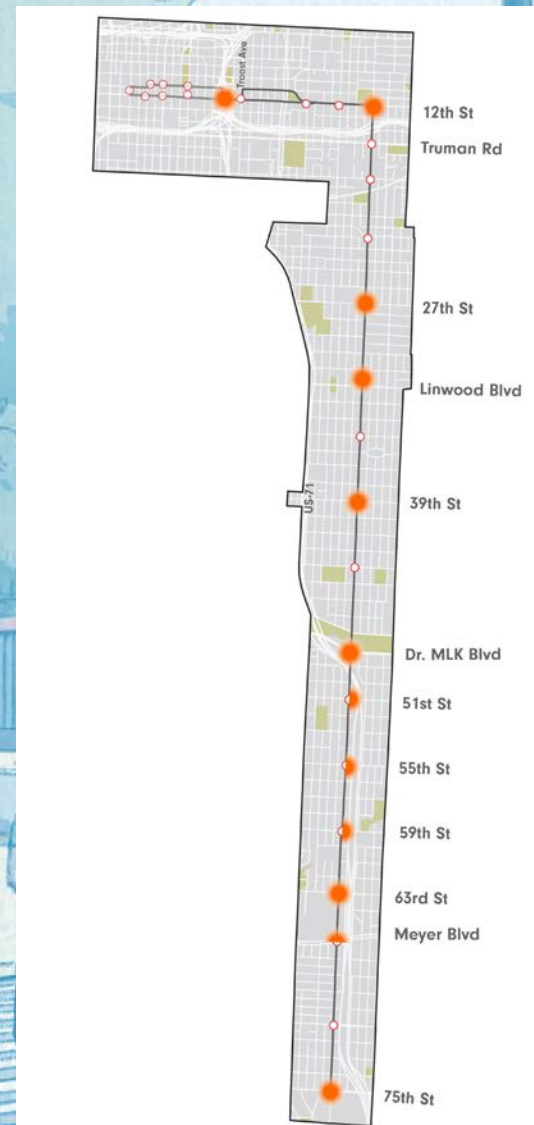 Troost Ave
12th St
Truman Rd
27th St
Linwood Blvd
US-71
39th St
Dr. MLK Blvd
51st St
55th St
59th St
63rd St
Meyer Blvd
75th St